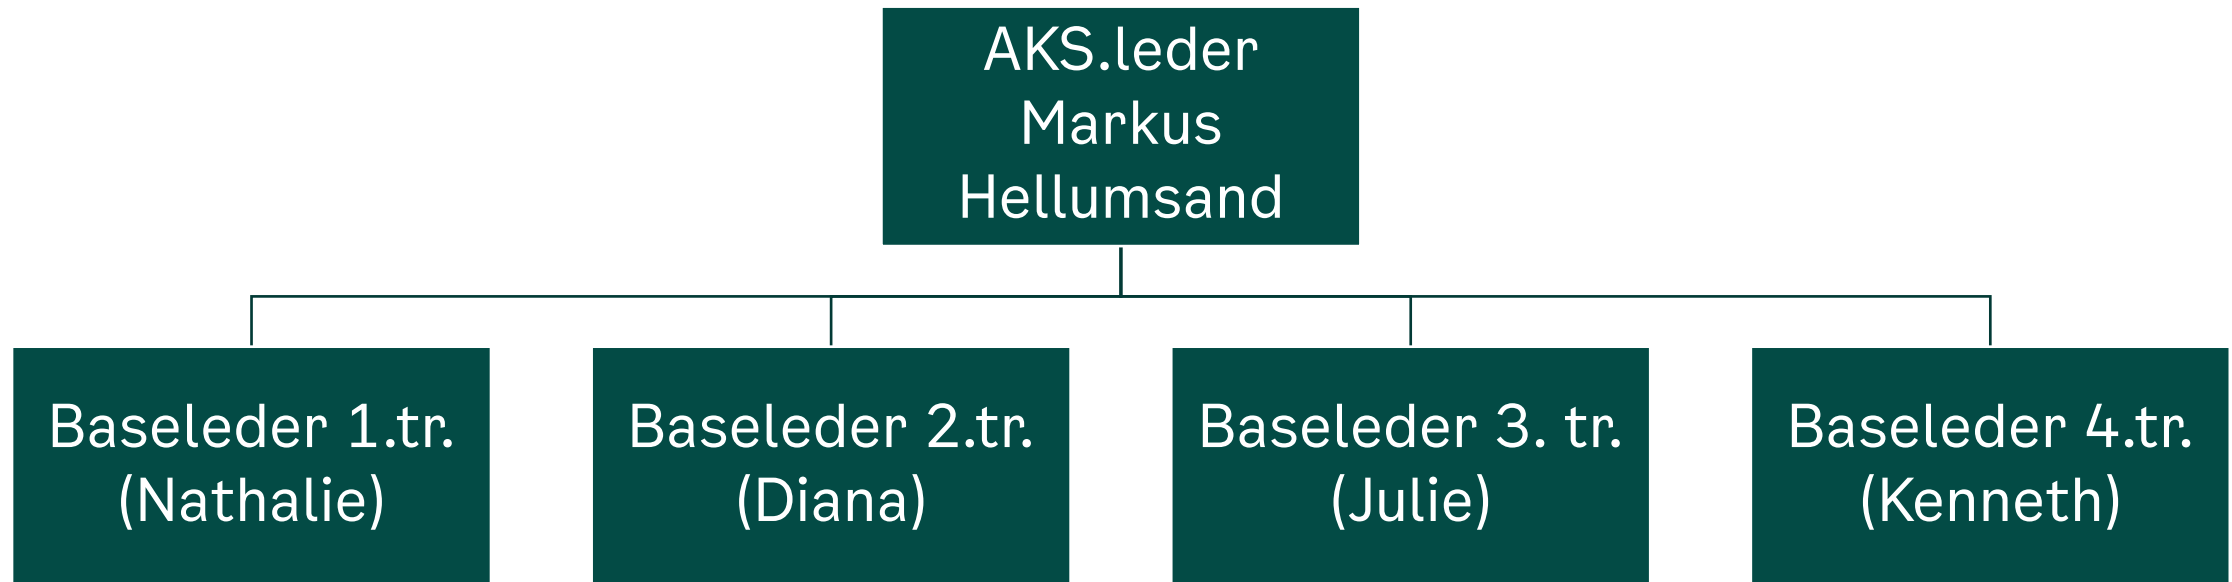 AKS.leder
Markus
Hellumsand
Baseleder 1.tr.
(Nathalie)
Baseleder 2.tr.
(Diana)
Baseleder 3. tr.
(Julie)
Baseleder 4.tr.
(Kenneth)